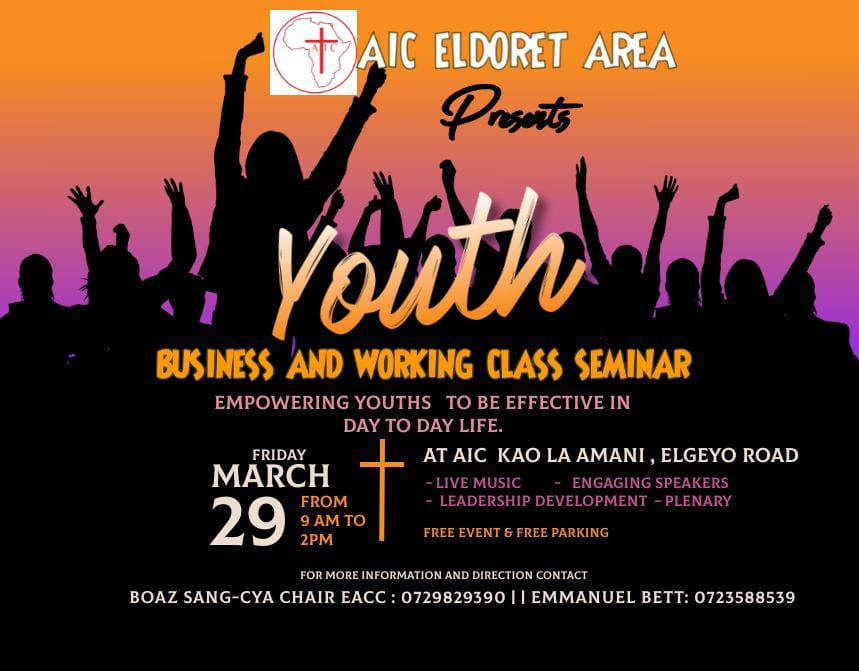 AIC
AIC ELDORET AREA
Presents
Youth
BUSINESS AND WORKING CLASS SEMINAR
EMPOWERING YOUTHS TO BE EFFECTIVE IN
DAY TO DAY LIFE.
FRIDAY
MARCH
29
FROM
9 AM TO
2PM
AT AIC KAO LA AMANI , ELGEYO ROAD
- LIVE MUSIC - ENGAGING SPEAKERS
- LEADERSHIP DEVELOPMENT - PLENARY
FREE EVENT & FREE PARKING
FOR MORE INFORMATION AND DIRECTION CONTACT
BOAZ SANG-CYA CHAIR EACC : 0729829390 || EMMANUEL BETT: 0723588539